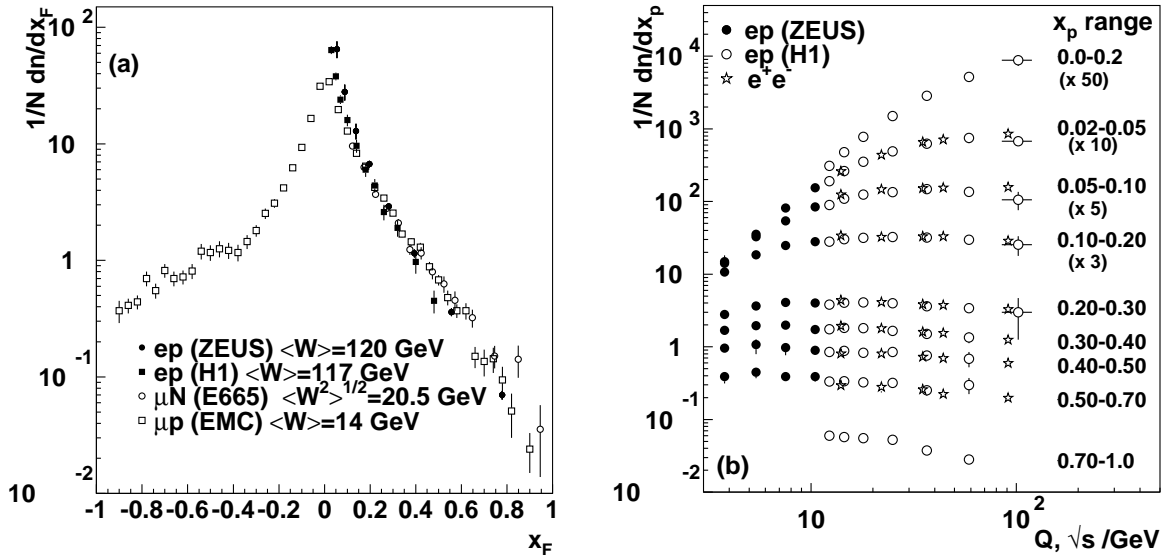 1/N dn/dx_F
10^2
10
1
10^-1
10^-2
(a)
ep (ZEUS) <W>=120 GeV
ep (H1) <W>=117 GeV
μN (E665) <W^2>^1/2=20.5 GeV
μp (EMC) <W>=14 GeV
-1 -0.8 -0.6 -0.4 -0.2 0 0.2 0.4 0.6 0.8 1
x_F
1/N dn/dx_p
10^4
10^3
10^2
10
1
10^-1
10^-2
ep (ZEUS)
ep (H1)
e^+e^-
x_p range
0.0-0.2
(x 50)
0.02-0.05
(x 10)
0.05-0.10
(x 5)
0.10-0.20
(x 3)
0.20-0.30
0.30-0.40
0.40-0.50
0.50-0.70
0.70-1.0
(b)
10 10^2
Q, √s /GeV